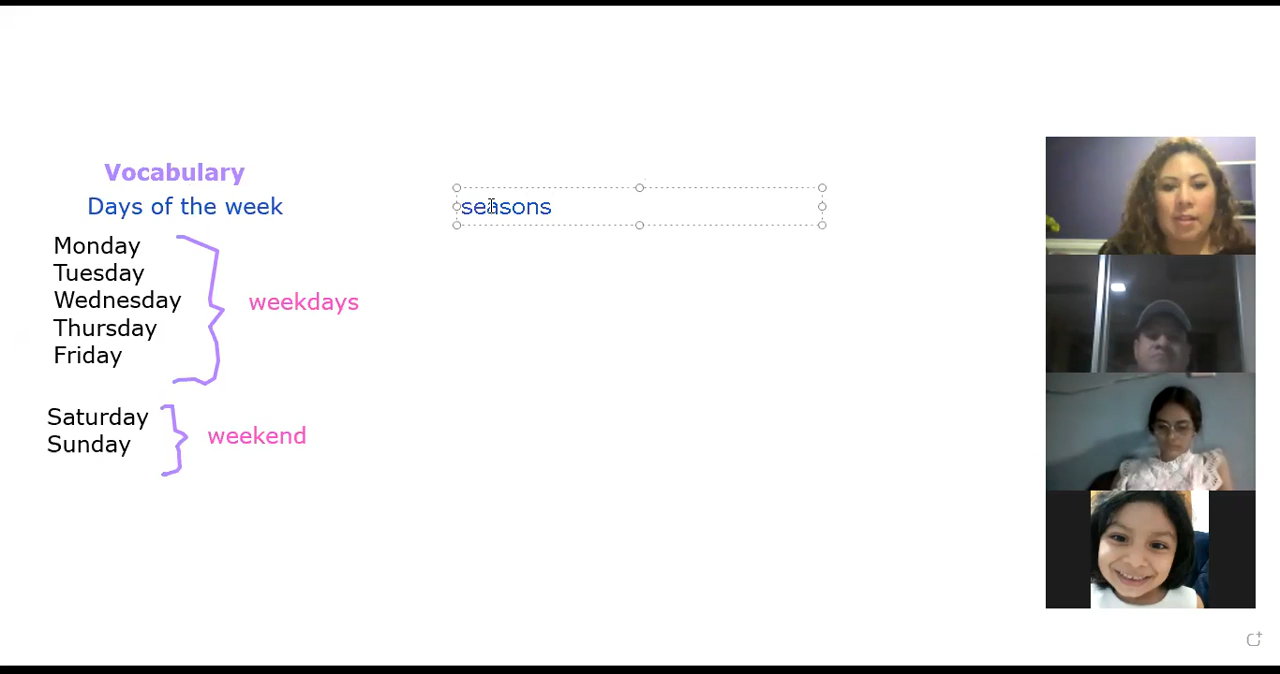 Vocabulary
Days of the week
Monday
Tuesday
Wednesday
Thursday
Friday
weekdays
Saturday
Sunday
weekend
seasons